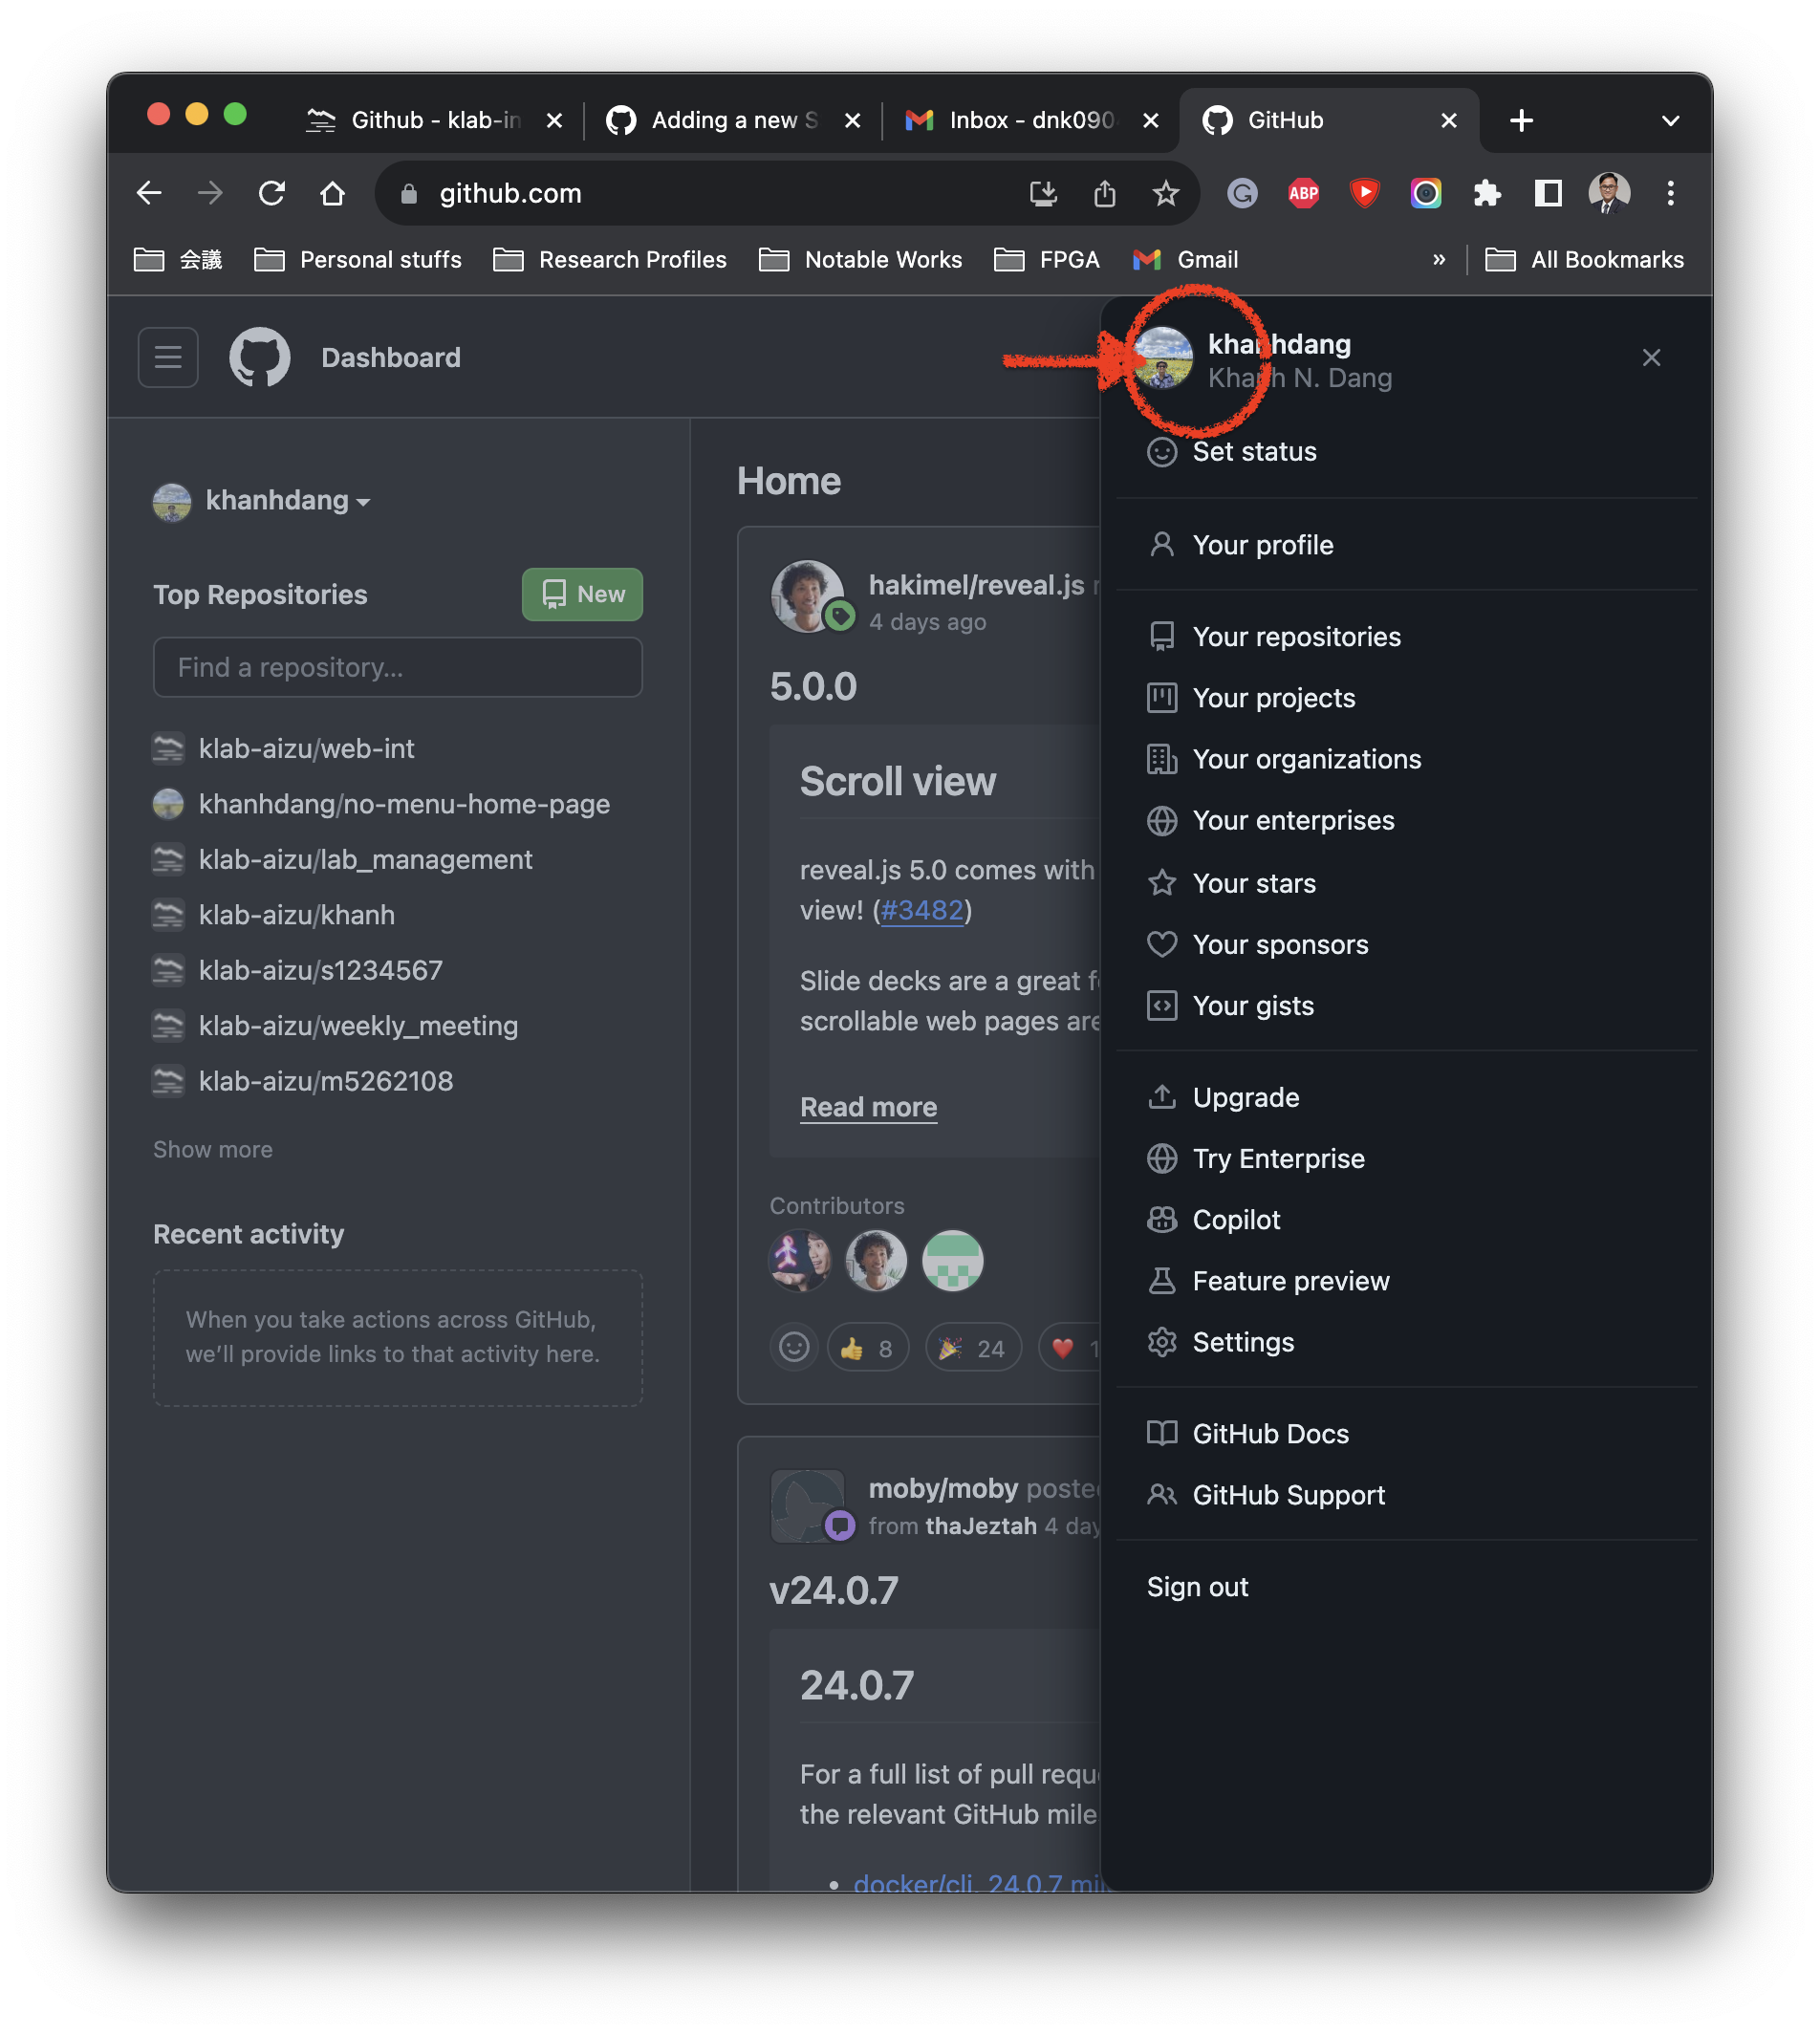 Github - klab-in
Adding a new S
Inbox - dnk090
GitHub
github.com
ABP
会議
Personal stuffs
Research Profiles
Notable Works
FPGA
Gmail
»
All Bookmarks
Dashboard
khanhdang
Top Repositories
New
Find a repository...
klab-aizu/web-int
khanhdang/no-menu-home-page
klab-aizu/lab_management
klab-aizu/khanh
klab-aizu/s1234567
klab-aizu/weekly_meeting
klab-aizu/m5262108
Show more
Recent activity
When you take actions across GitHub,
we’ll provide links to that activity here.
Home
hakimel/reveal.js
4 days ago
5.0.0
Scroll view
reveal.js 5.0 comes with
view! (#3482)
Slide decks are a great
scrollable web pages are
Read more
Contributors
8
24
1
moby/moby posted
from thaJeztah 4 day
v24.0.7
24.0.7
For a full list of pull requ
the relevant GitHub mile
• docker/cli, 24.0.7 mil
khanhdang
Khanh N. Dang
Set status
Your profile
Your repositories
Your projects
Your organizations
Your enterprises
Your stars
Your sponsors
Your gists
Upgrade
Try Enterprise
Copilot
Feature preview
Settings
GitHub Docs
GitHub Support
Sign out